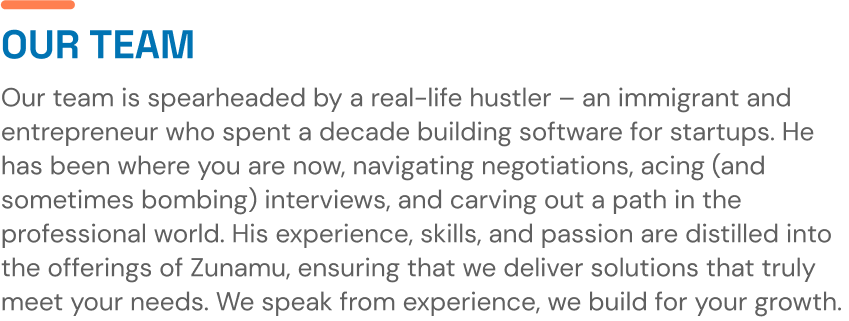 OUR TEAM
Our team is spearheaded by a real-life hustler – an immigrant and
entrepreneur who spent a decade building software for startups. He
has been where you are now, navigating negotiations, acing (and
sometimes bombing) interviews, and carving out a path in the
professional world. His experience, skills, and passion are distilled into
the offerings of Zunamu, ensuring that we deliver solutions that truly
meet your needs. We speak from experience, we build for your growth.